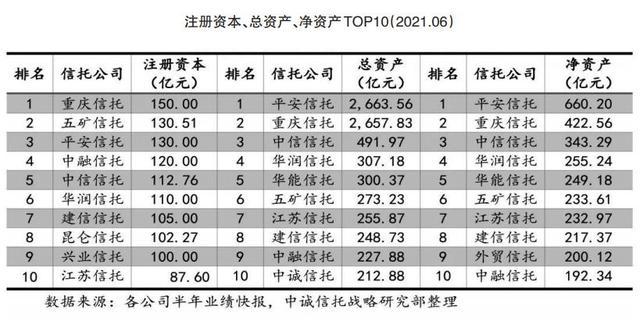 注册资本、总资产、净资产TOP10(2021.06)
排名 信托公司 注册资本(亿元) 排名 信托公司 总资产(亿元) 排名 信托公司 净资产(亿元)
1 重庆信托 150.00 1 平安信托 2,663.56 1 平安信托 660.20
2 五矿信托 130.51 2 重庆信托 2,657.83 2 重庆信托 422.56
3 平安信托 130.00 3 中信信托 491.97 3 中信信托 343.29
4 中融信托 120.00 4 华润信托 307.18 4 华润信托 255.24
5 中信信托 112.76 5 华能信托 300.37 5 华能信托 249.18
6 华润信托 110.00 6 五矿信托 273.23 6 五矿信托 233.61
7 建信信托 105.00 7 江苏信托 255.87 7 江苏信托 232.97
8 昆仑信托 102.27 8 建信信托 248.73 8 建信信托 217.37
9 兴业信托 100.00 9 中融信托 227.88 9 外贸信托 200.12
10 江苏信托 87.60 10 中诚信托 212.88 10 中融信托 192.34
数据来源：各公司半年业绩快报，中诚信托战略研究部整理